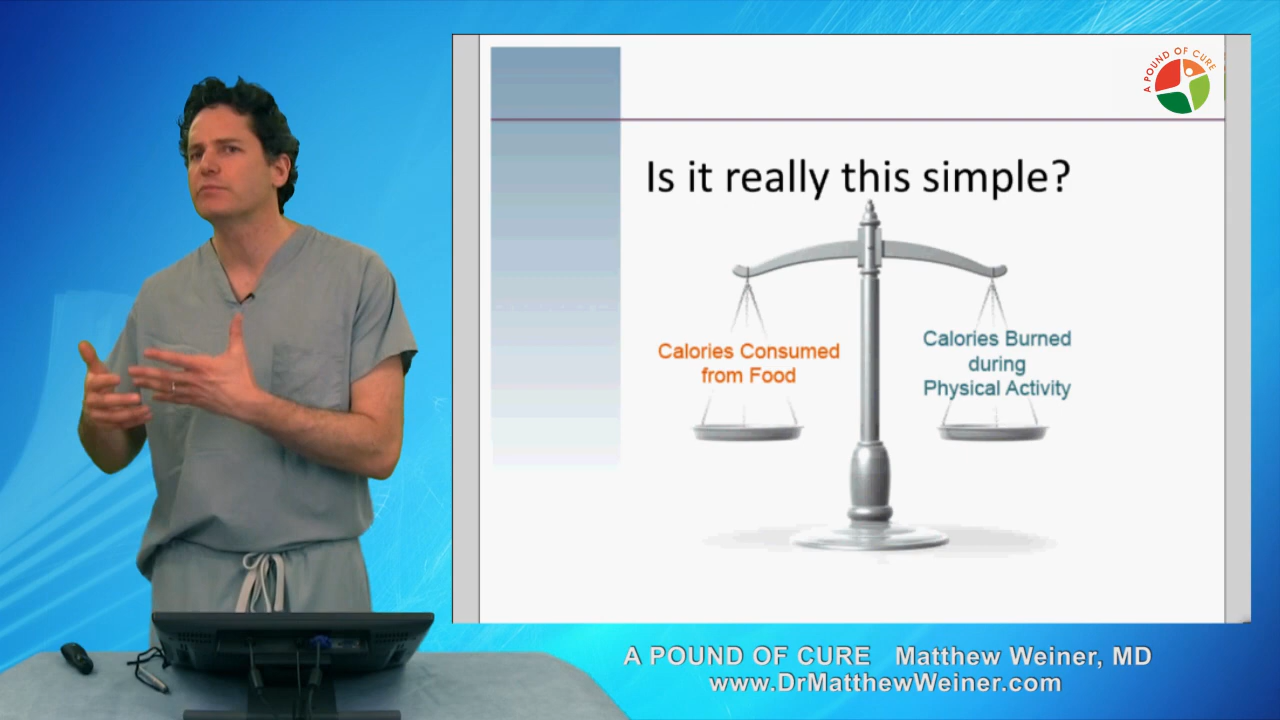 A POUND OF CURE
Is it really this simple?
Calories Consumed
from Food
Calories Burned
during
Physical Activity
A POUND OF CURE Matthew Weiner, MD
www.DrMatthewWeiner.com